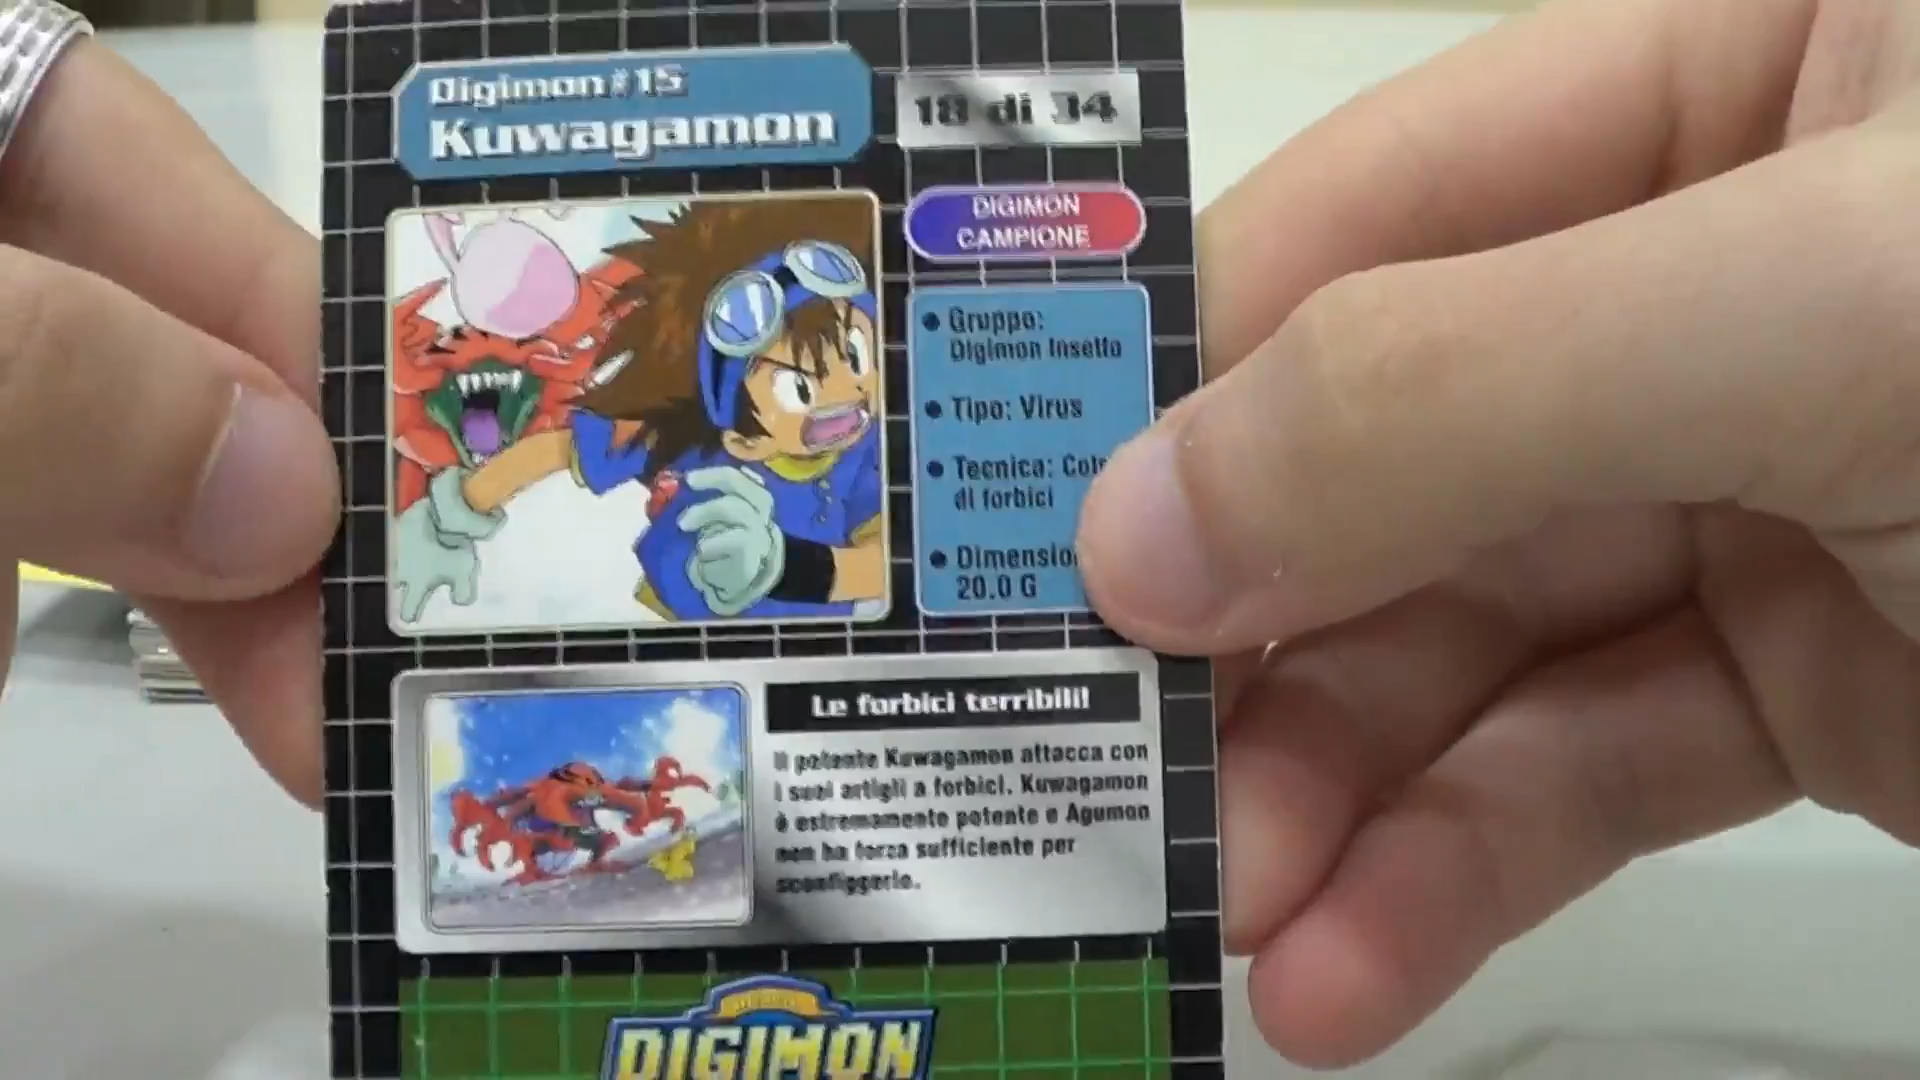 Digimon #15
Kuwagamon
18 di 34
DIGIMON
CAMPIONE
Gruppo:
Digimon Insetto
Tipo: Virus
Tecnica:
di forbici
20.0 G
Le forbici terribili!
Il potente Kuwagamon attacca con
i suoi artigli a forbici. Kuwagamon
è estremamente potente e Agumon
non ha forza sufficiente per
sconfiggerlo.
DIGIMON